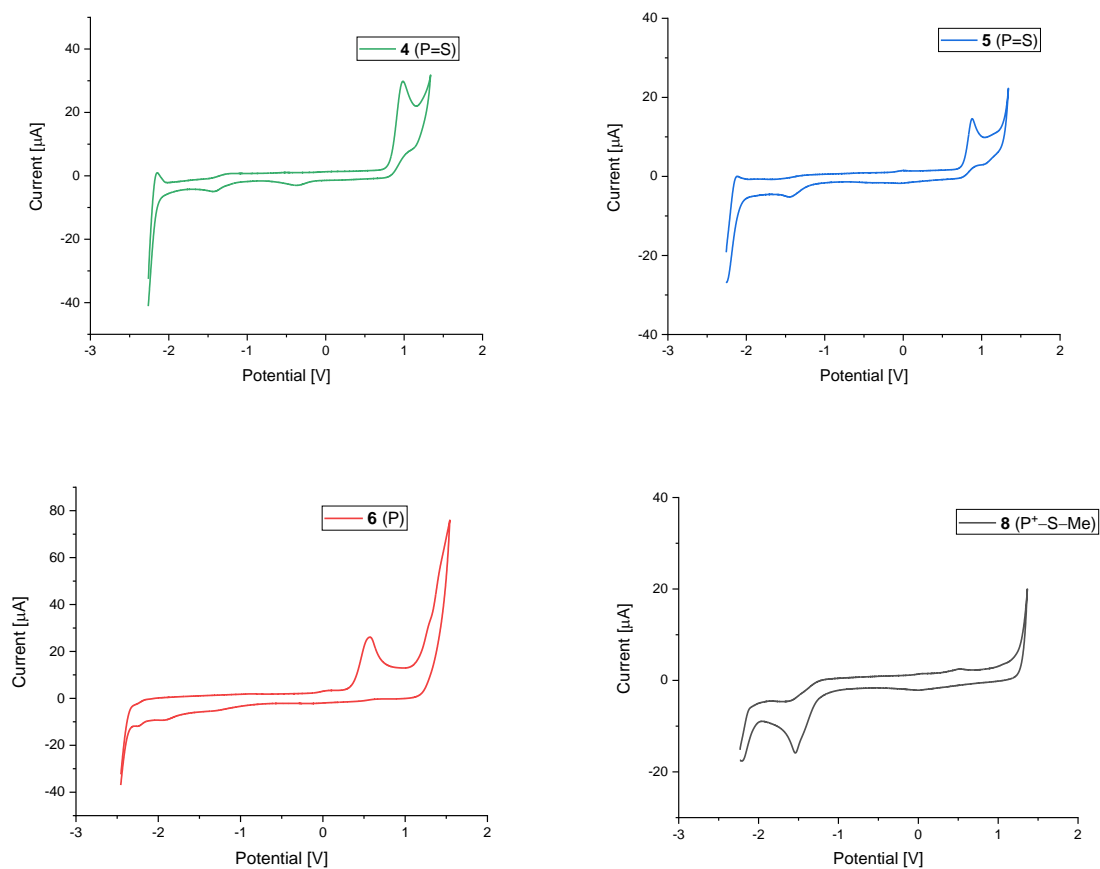 4 (P=S)
40
20
0
-20
-40
Current [μA]
-3 -2 -1 0 1 2
Potential [V]
5 (P=S)
40
20
0
-20
-40
Current [μA]
-3 -2 -1 0 1 2
Potential [V]
6 (P)
80
60
40
20
0
-20
-40
Current [μA]
-3 -2 -1 0 1 2
Potential [V]
8 (P⁺–S–Me)
40
20
0
-20
Current [μA]
-3 -2 -1 0 1 2
Potential [V]